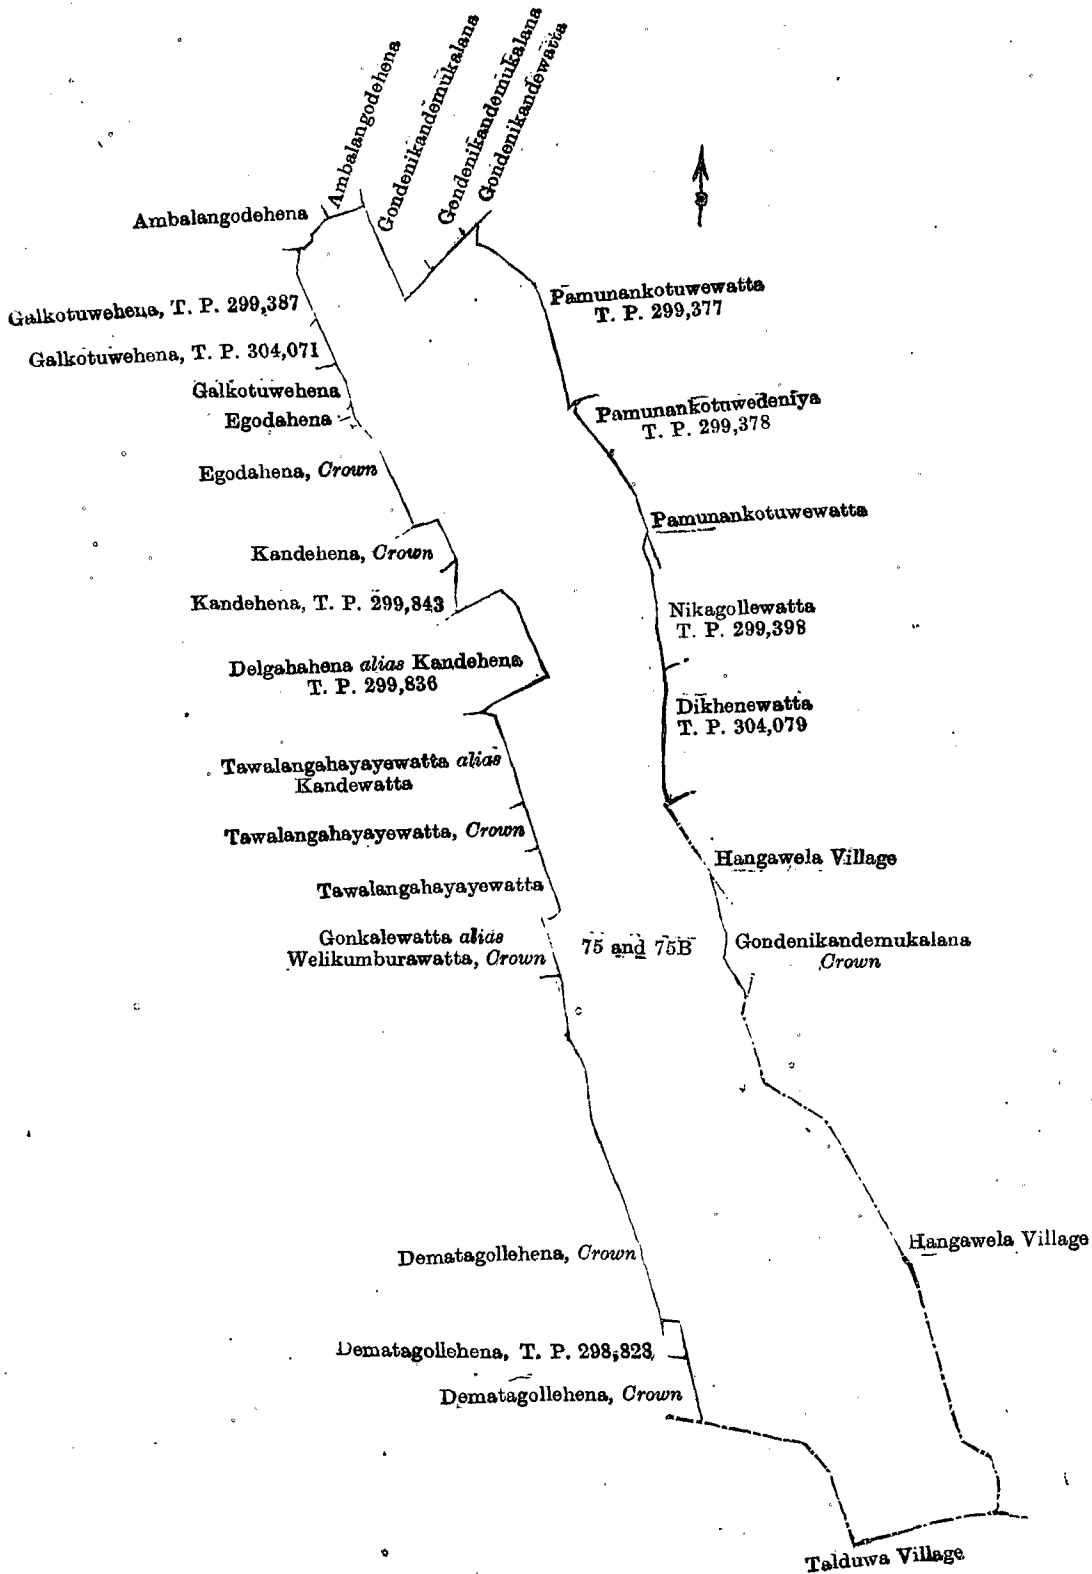 Ambalangodehena
Gondenikandemukalana
Gondenikandemukalana
Gondenikandewatta
Ambalangodehena
Galkotuwehena, T. P. 299,387
Galkotuwehena, T. P. 304,071
Galkotuwehena
Egodahena
Egodahena, Crown
Kandehena, Crown
Kandehena, T. P. 299,843
Delgahahena alias Kandehena
T. P. 299,836
Tawalangahayayewatta alias
Kandewatta
Tawalangahayayewatta, Crown
Tawalangahayayewatta
Gonkalewatta alias
Welikumburawatta, Crown
75 and 75B
Pamunankotuwewatta
T. P. 299,377
Pamunankotuwedeniya
T. P. 299,378
Pamunankotuwewatta
Nikagollewatta
T. P. 299,398
Dikhenewatta
T. P. 304,079
Hangawela Village
Gondenikandemukalana
Crown
Hangawela Village
Dematagollehena, Crown
Dematagollehena, T. P. 298,828
Dematagollehena, Crown
Talduwa Village